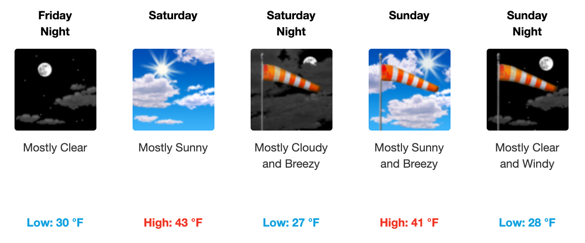 Friday
Night
Saturday
Saturday
Night
Sunday
Sunday
Night
Mostly Clear
Mostly Sunny
Mostly Cloudy
and Breezy
Mostly Sunny
and Breezy
Mostly Clear
and Windy
Low: 30 °F
High: 43 °F
Low: 27 °F
High: 41 °F
Low: 28 °F